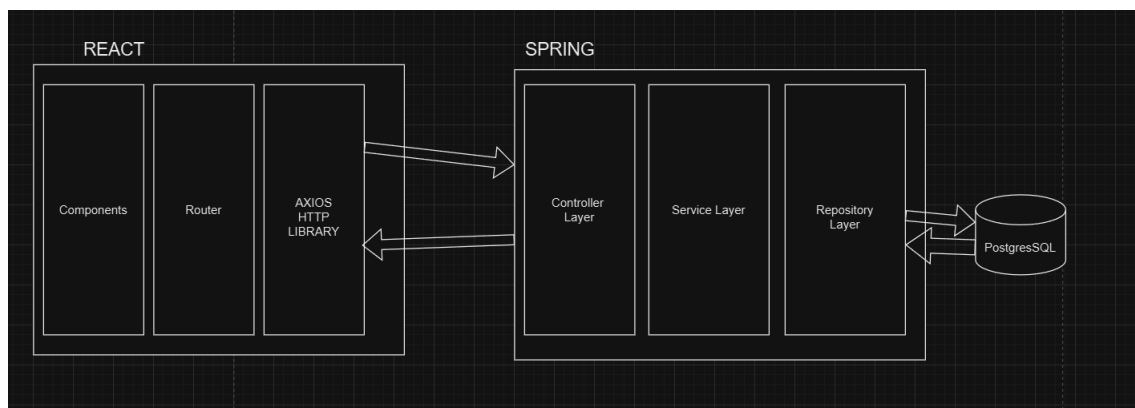 REACT
SPRING
Components
Router
AXIOS
HTTP
LIBRARY
Controller
Layer
Service Layer
Repository
Layer
PostgresSQL